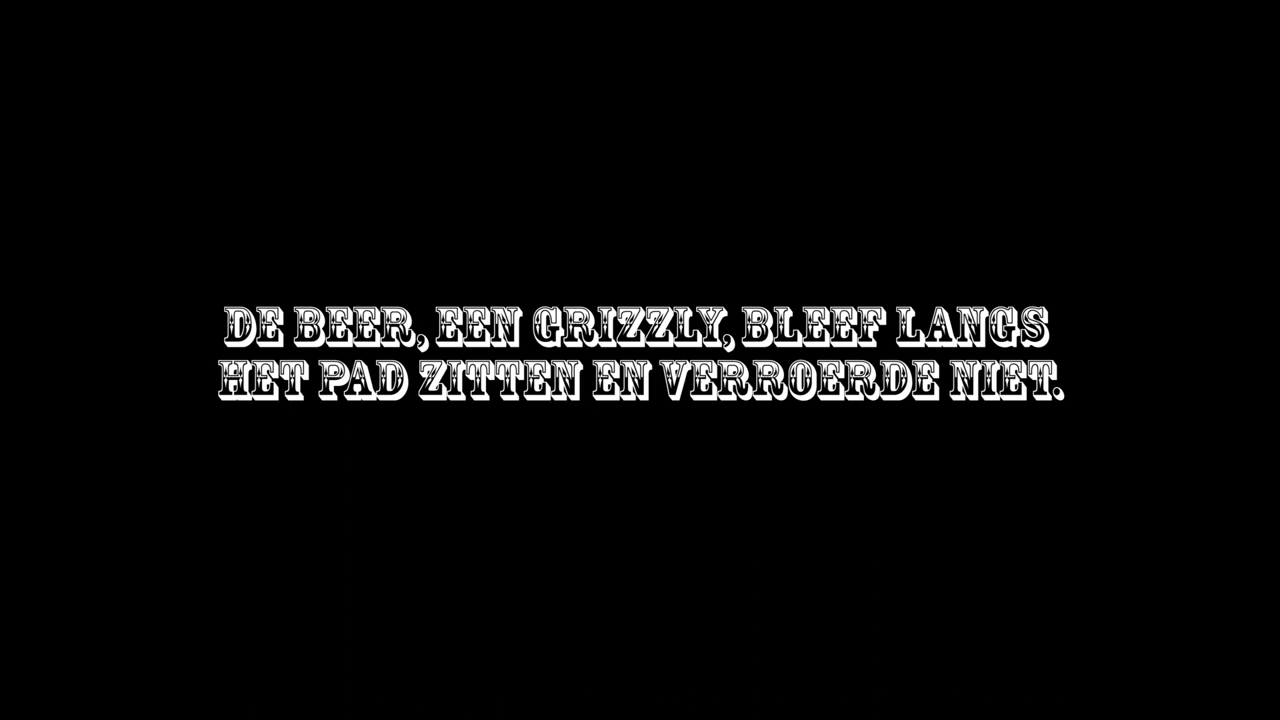 DE BEER, EEN GRIZZLY, BLEEF LANGS
HET PAD ZITTEN EN VERROERDE NIET.